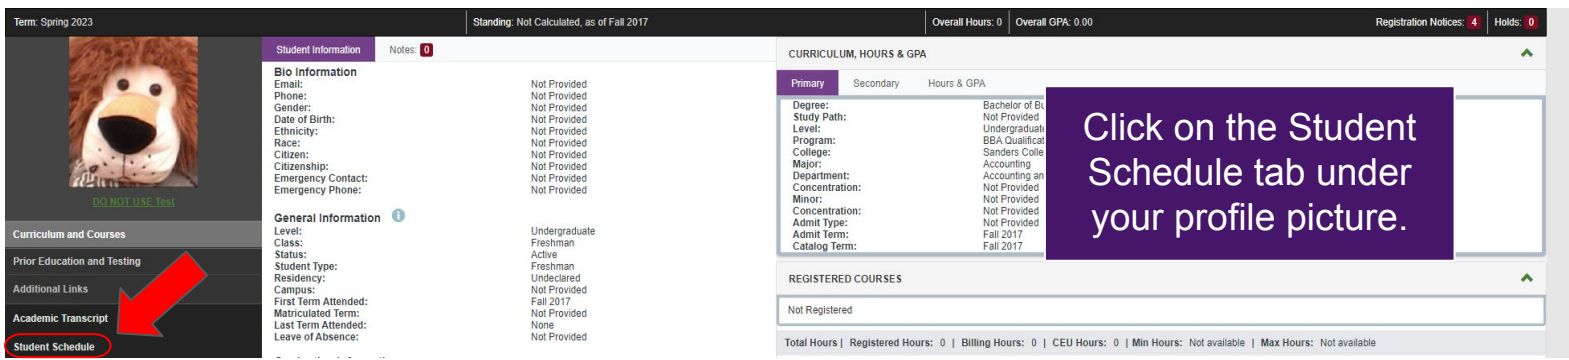 Term: Spring 2023
Standing: Not Calculated, as of Fall 2017
Overall Hours: 0
Overall GPA: 0.00
Registration Notices: 4
Holds: 0
DO NOT USE Test
Curriculum and Courses
Prior Education and Testing
Additional Links
Academic Transcript
Student Schedule
Student Information
Notes: 0
Bio Information
Email: Not Provided
Phone: Not Provided
Gender: Not Provided
Date of Birth: Not Provided
Ethnicity: Not Provided
Race: Not Provided
Citizen: Not Provided
Citizenship: Not Provided
Emergency Contact: Not Provided
Emergency Phone: Not Provided
General Information
Level: Undergraduate
Class: Freshman
Status: Active
Student Type: Freshman
Residency: Undeclared
Campus: Not Provided
First Term Attended: Fall 2017
Matriculated Term: Not Provided
Last Term Attended: None
Leave of Absence: Not Provided
CURRICULUM, HOURS & GPA
Primary
Secondary
Hours & GPA
Degree: Bachelor of
Study Path: Not Provided
Level: Undergraduate
Program: BBA
College: Sanders
Major: Accounting
Department: Accounting
Concentration: Not Provided
Minor: Not Provided
Concentration: Not Provided
Admit Type: Not Provided
Admit Term: Fall 2017
Catalog Term: Fall 2017
Click on the Student
Schedule tab under
your profile picture.
REGISTERED COURSES
Not Registered
Total Hours | Registered Hours: 0 | Billing Hours: 0 | CEU Hours: 0 | Min Hours: Not available | Max Hours: Not available